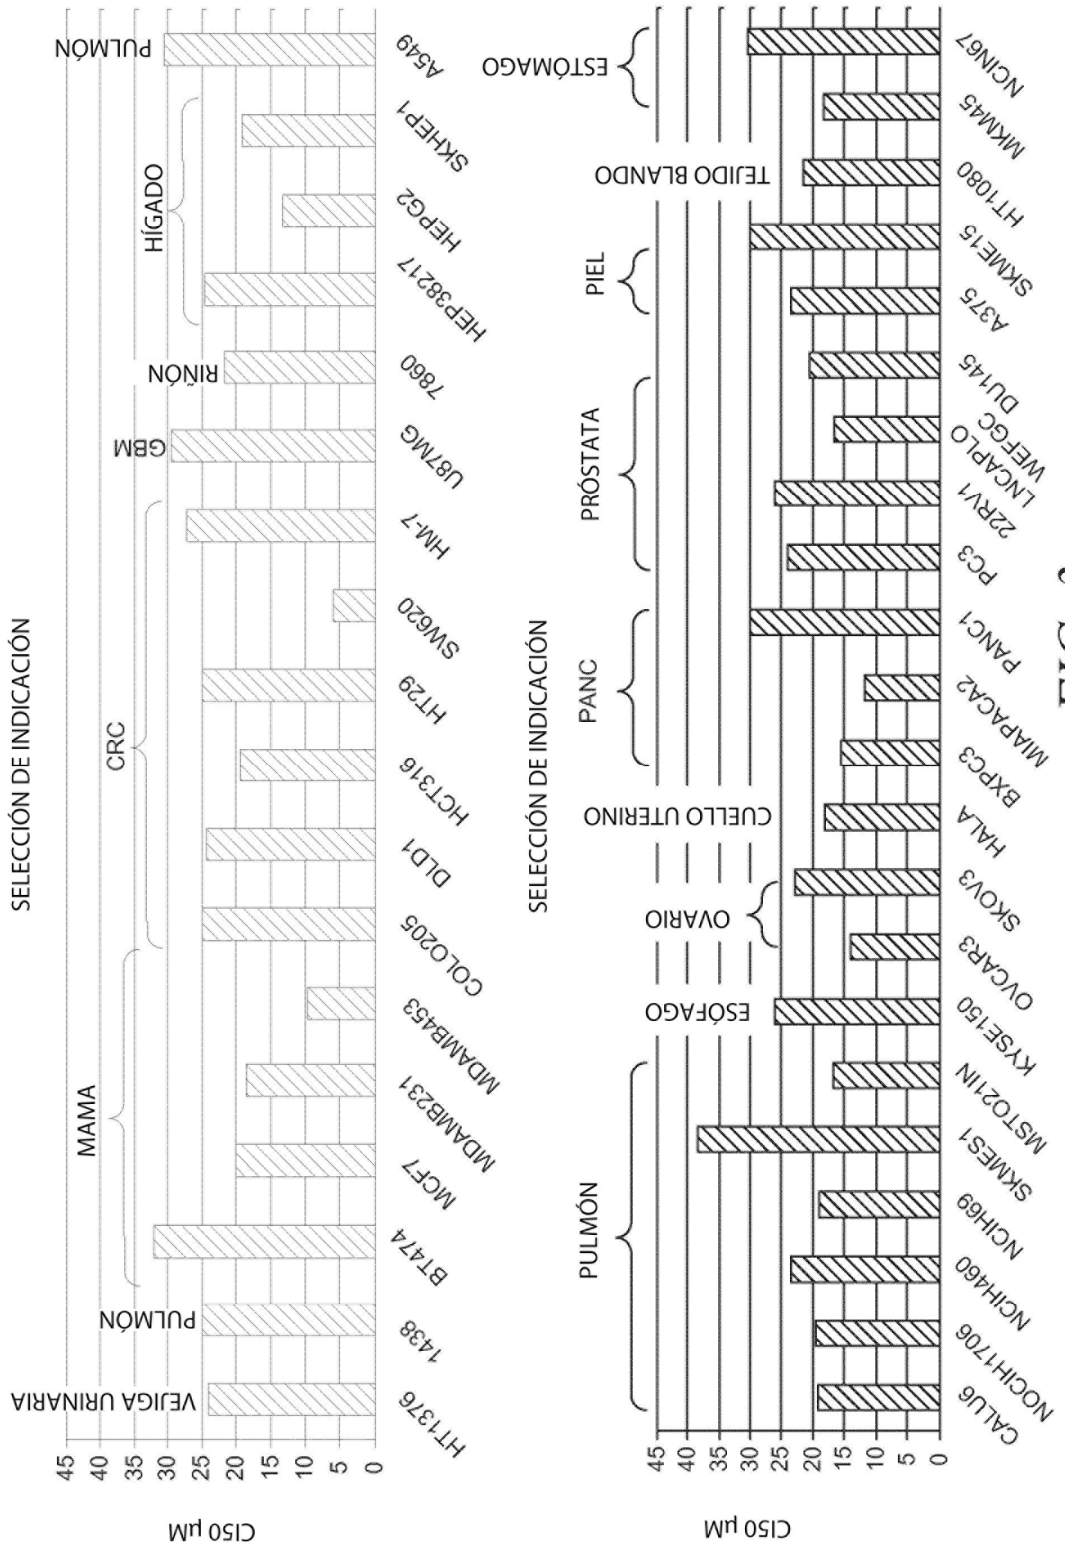 SELECCIÓN DE INDICACIÓN
CI50 µM
45
40
35
30
25
20
15
10
5
0
VEJIGA URINARIA
PULMÓN
MAMA
CRC
GBM
RIÑÓN
HÍGADO
PULMÓN
HT1376
1438
BT474
MCF7
MDAMB231
MDAMB453
COLO205
DLD1
HCT316
HT29
SW620
HM-7
U87MG
7860
HEP38217
HEPG2
SKHEP1
A549
SELECCIÓN DE INDICACIÓN
CI50 µM
45
40
35
30
25
20
15
10
5
0
PULMÓN
ESÓFAGO
OVARIO
CUELLO UTERINO
PANC
PRÓSTATA
PIEL
TEJIDO BLANDO
ESTÓMAGO
CALU6
NOCIH1706
NCIH460
NCIH69
SKMES1
MSTO21IN
KYSE150
OVCAR3
SKOV3
HALA
BXPC3
MIAPACA2
PANC1
PC3
22RV1
LNCAPLO
WEFGC
DU145
A375
SKME15
HT1080
MKM45
NCIN67